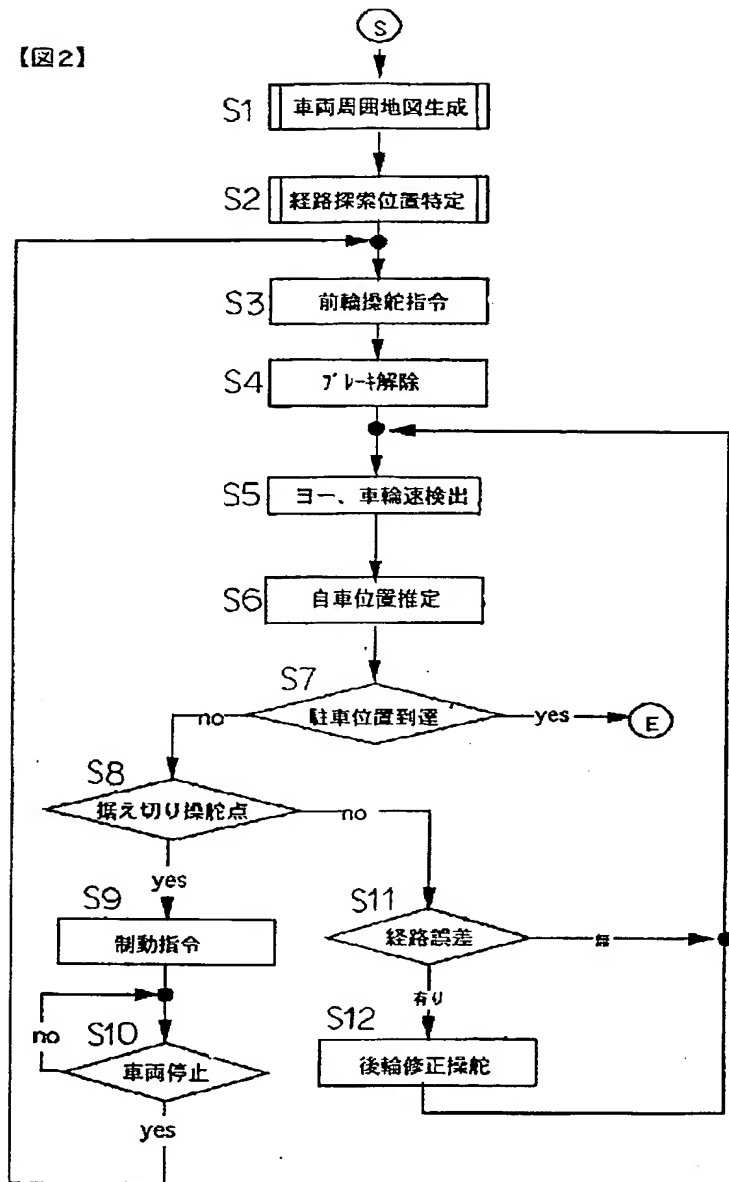 S
【図2】
S1
車両周囲地図生成
S2
経路探索位置特定
S3
前輪操舵指令
S4
ブレーキ解除
S5
ヨー、車輪速検出
S6
自車位置推定
S7
駐車位置到達
no
yes
E
S8
据え切り操舵点
no
yes
S9
制動指令
S11
経路誤差
無
有り
no
S10
車両停止
S12
後輪修正操舵
yes